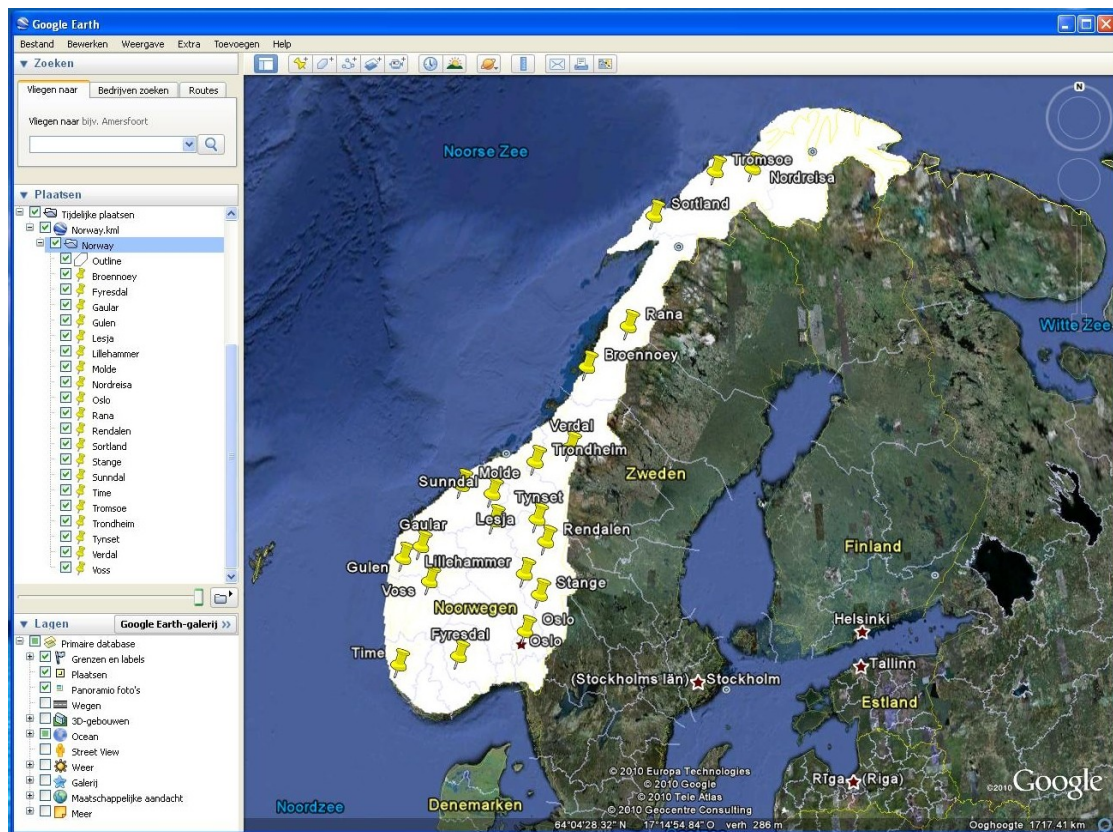 Google Earth
Bestand Bewerken Weergave Extra Toevoegen Help
Zoeken
Vliegen naar Bedrijven zoeken Routes
Vliegen naar bijv. Amersfoort
Plaatsen
Tijdelijke plaatsen
Norway.kml
Norway
Outline
Broennoey
Fyresdal
Gaular
Gulen
Lesja
Lillehammer
Molde
Nordreisa
Oslo
Rana
Rendalen
Sortland
Stange
Sunndal
Time
Tromsoe
Trondheim
Tynset
Verdal
Voss
Lagen Google Earth-galerij >>
Primaire database
Grenzen en labels
Plaatsen
Panoramio foto's
Wegen
3D-gebouwen
Ocean
Street View
Weer
Galerij
Maatschappelijke aandacht
Meer
N
Noorse Zee
Tromsoe
Nordreisa
Sortland
Rana
Witte Zee
Broennoey
Verdal
Trondheim
Zweden
Molde
Sunndal
Tynset
Lesja
Rendalen
Gaular
Finland
Lillehammer
Gulen
Voss
Stange
Noorwegen
Oslo
Helsinki
Fyresdal
Oslo
Time
Tallinn
(Stockholms län) Stockholm
Estland
© 2010 Europa Technologies
© 2010 Google
© 2010 Tele Atlas
© 2010 Geocentre Consulting
Rīga (Riga)
©2010 Google
Noordzee
Denemarken
64°04'28.32" N 17°14'54.84" O verh 286 m
Ooghoogte 1717.41 km